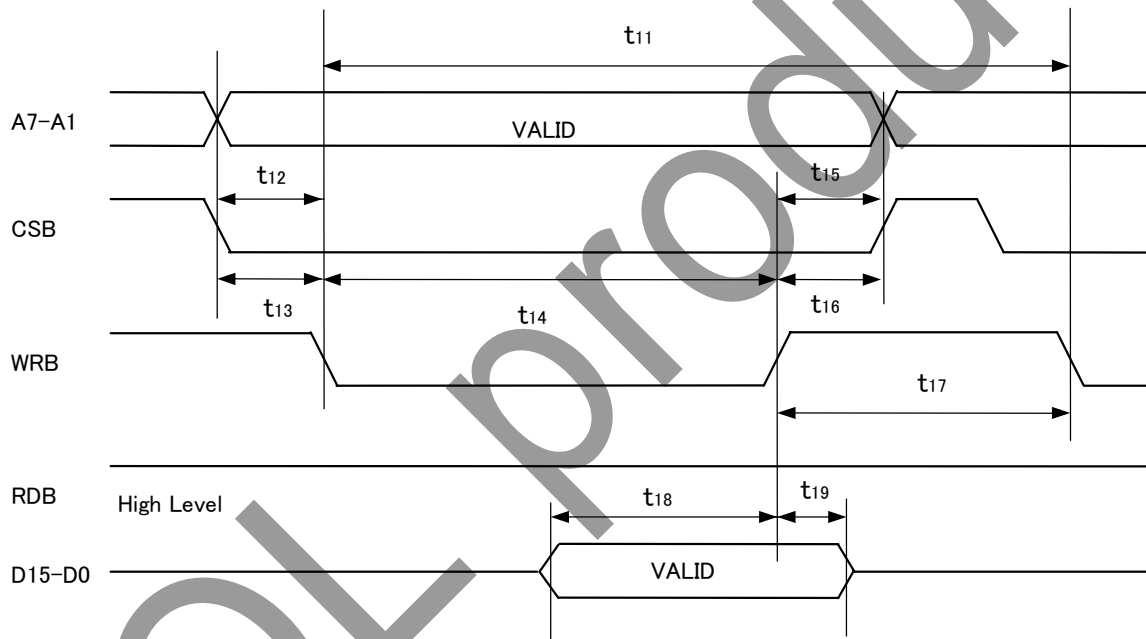 t11
A7-A1
VALID
t12
t15
CSB
t13
t14
t16
WRB
t17
RDB
High Level
t18
t19
D15-D0
VALID